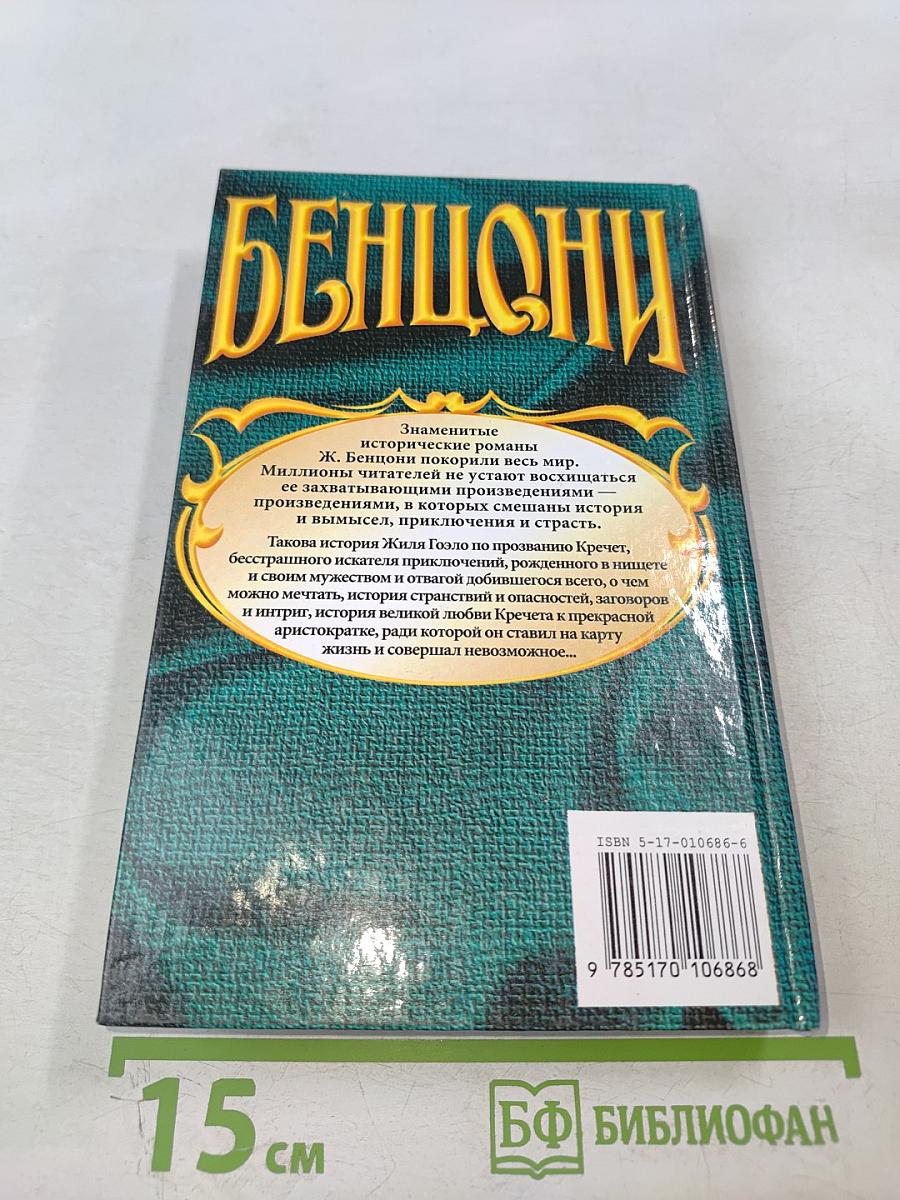 БЕНЦОНИ
Знаменитые
исторические романы
Ж. Бенцони покорили весь мир.
Миллионы читателей не устают восхищаться
ее захватывающими произведениями —
произведениями, в которых смешаны история
и вымысел, приключения и страсть.
Такова история Жиля Гоэло по прозванию Кречет,
бесстрашного искателя приключений, рожденного в нищете
и своим мужеством и отвагой добившегося всего, о чем
можно мечтать, история странствий и опасностей, заговоров
и интриг, история великой любви Кречета к прекрасной
аристократке, ради которой он ставил на карту
жизнь и совершал невозможное...
ISBN 5-17-010686-6
9 785170 106868
15 см
БФ БИБЛИОФАН